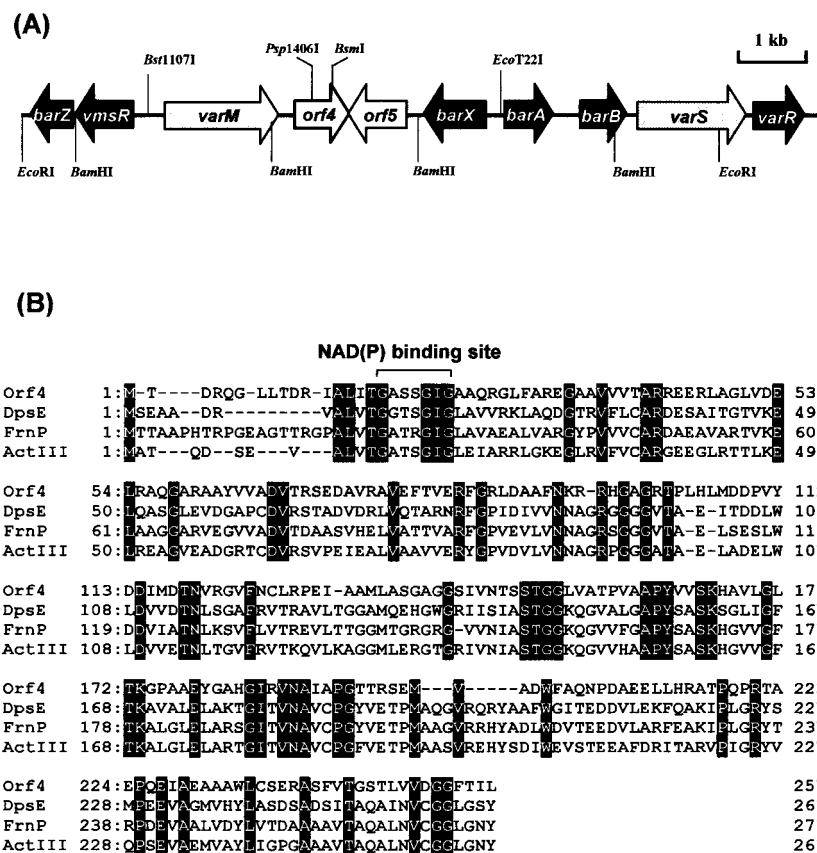 (A)
Bst1107I Psp1406I BsmI EcoT22I 1 kb
barZ vmsR varM orf4 orf5 barX barA barB varS varR
EcoRI BamHI BamHI BamHI BamHI EcoRI
(B)
NAD(P) binding site
Orf4 1:M-T----DRQG-LLTDR-IALITGASSGIGAAQRGLFAREGAAVVVTARREERLAGLVDE 53
DpsE 1:MSEAA--DR---------VALVTGGTSGIGLAVVRKLAQDGTRVFLCARDESAITGTVKE 49
FrnP 1:MTTAAPHTRPGEAGTTRGPALVTGATRGIGLAVAEALVARGYPVVVCARDAEAVARTVKE 60
ActIII 1:MAT---QD--SE---V--ALVTGATSGIGLEIARRLGKEGLRVFVCARGEEGLRTTLKE 49
Orf4 54:LRAQGARAAYVVADVTRSEDAVRAVEFTVERFGRLDAAFNKR-RHGAGRTPLHLMDDPVY 11
DpsE 50:LQASGLEVDGAPCDVRSTADVDRLVQTARNRFGPIDIVVNNAGRGGGGVTA-E-ITDDLW 10
FrnP 61:LAAGGARVEGVVADVTDAASVHELVATTVARFGPVEVLVNNAGRSGGGVTA-E-LSESLW 11
ActIII 50:LREAGVEADGRTCDVRSVPEIEALVAAVVERYGPVDVLVNNAGRPGGGATA-E-LADELW 10
Orf4 113:DDIMDTNVRGVFNCLRPEI-AAMLASGAGGSIVNTSSTGGLVATPVAAPYVVSKHAVLGL 17
DpsE 108:LDVVDTNLSGAFRVTRAVLTGGAMQEHGWGRIISIASTGGKQGVALGAPYSASKSGLIGF 16
FrnP 119:DDVIATNLKSVFLVTREVLTTGGMTGRGRG-VVNIASTGGKQGVVFGAPYSASKHGVVGF 17
ActIII 108:LDVVETNLTGVFRVTKQVLKAGGMLERGTGRIVNIASTGGKQGVVHAAPYSASKHGVVGF 16
Orf4 172:TKGPAAEYGAHGIRVNAIAPGTTRSEM---V------ADWFAQNPDAEELLHRATPQPRTA 22
DpsE 168:TKAVALELAKTGITVNAVCPGYVETPMAQGVRQRYAAFWGITEDDVLEKFQAKIPLGRYS 22
FrnP 178:TKALGLELARSGITVNAVCPGYVETPMAASVREHYADLWDVTEEDVLARFEAKIPLGRYT 23
ActIII 168:TKALGLELARTGITVNAVCPGFVETPMAAGVREHYSDIWEVSTEEAFDRITARVPIGRYV 22
Orf4 224:EPQEIAEAAAWLCSERASFVTGSTLVVDGGFTIL 25
DpsE 228:MPEEVAGMVHYLASDSADSITAQAINVCGGLGSY 26
FrnP 238:RPDEVAALVDYLVTDAAAAVTAQALNVCGGLGNY 27
ActIII 228:QPSEVAEMVAYLIGPGAAAVTAQALNVCGGLGNY 26